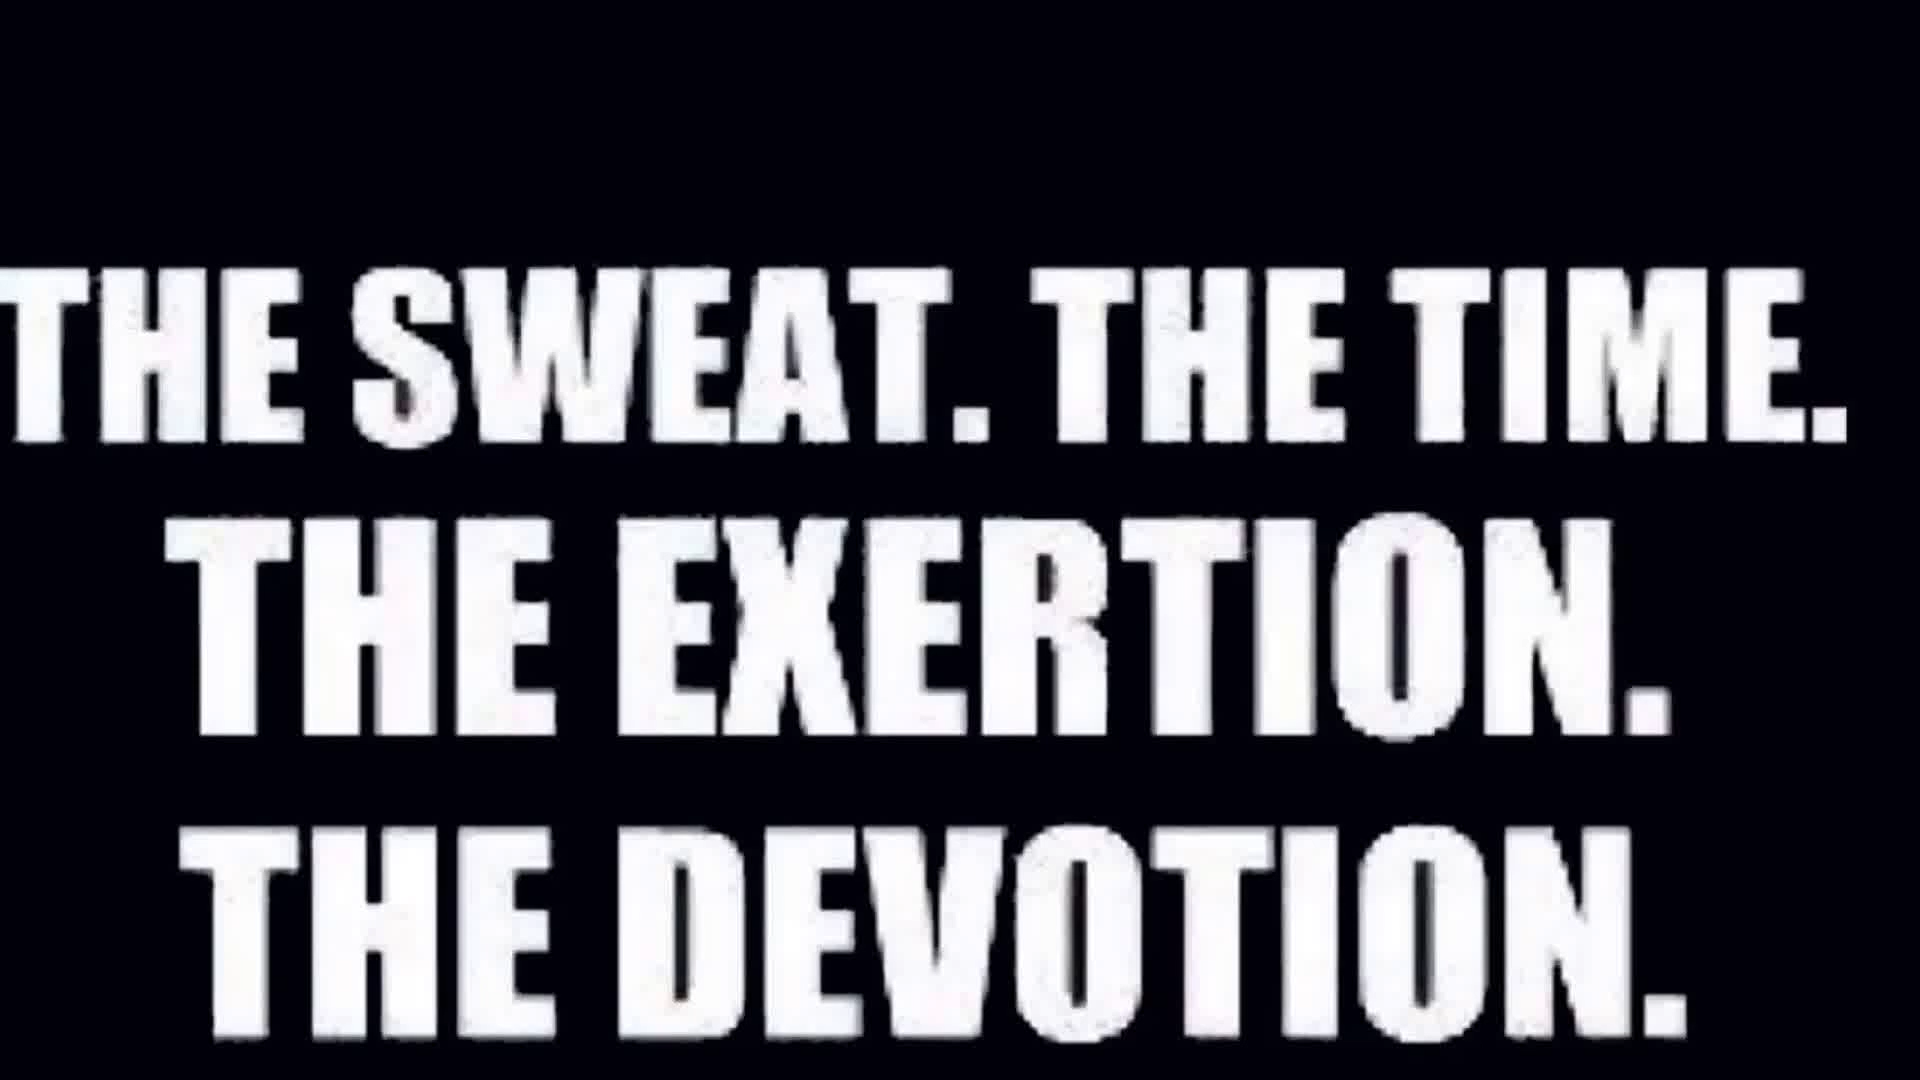 THE SWEAT. THE TIME.
THE EXERTION.
THE DEVOTION.